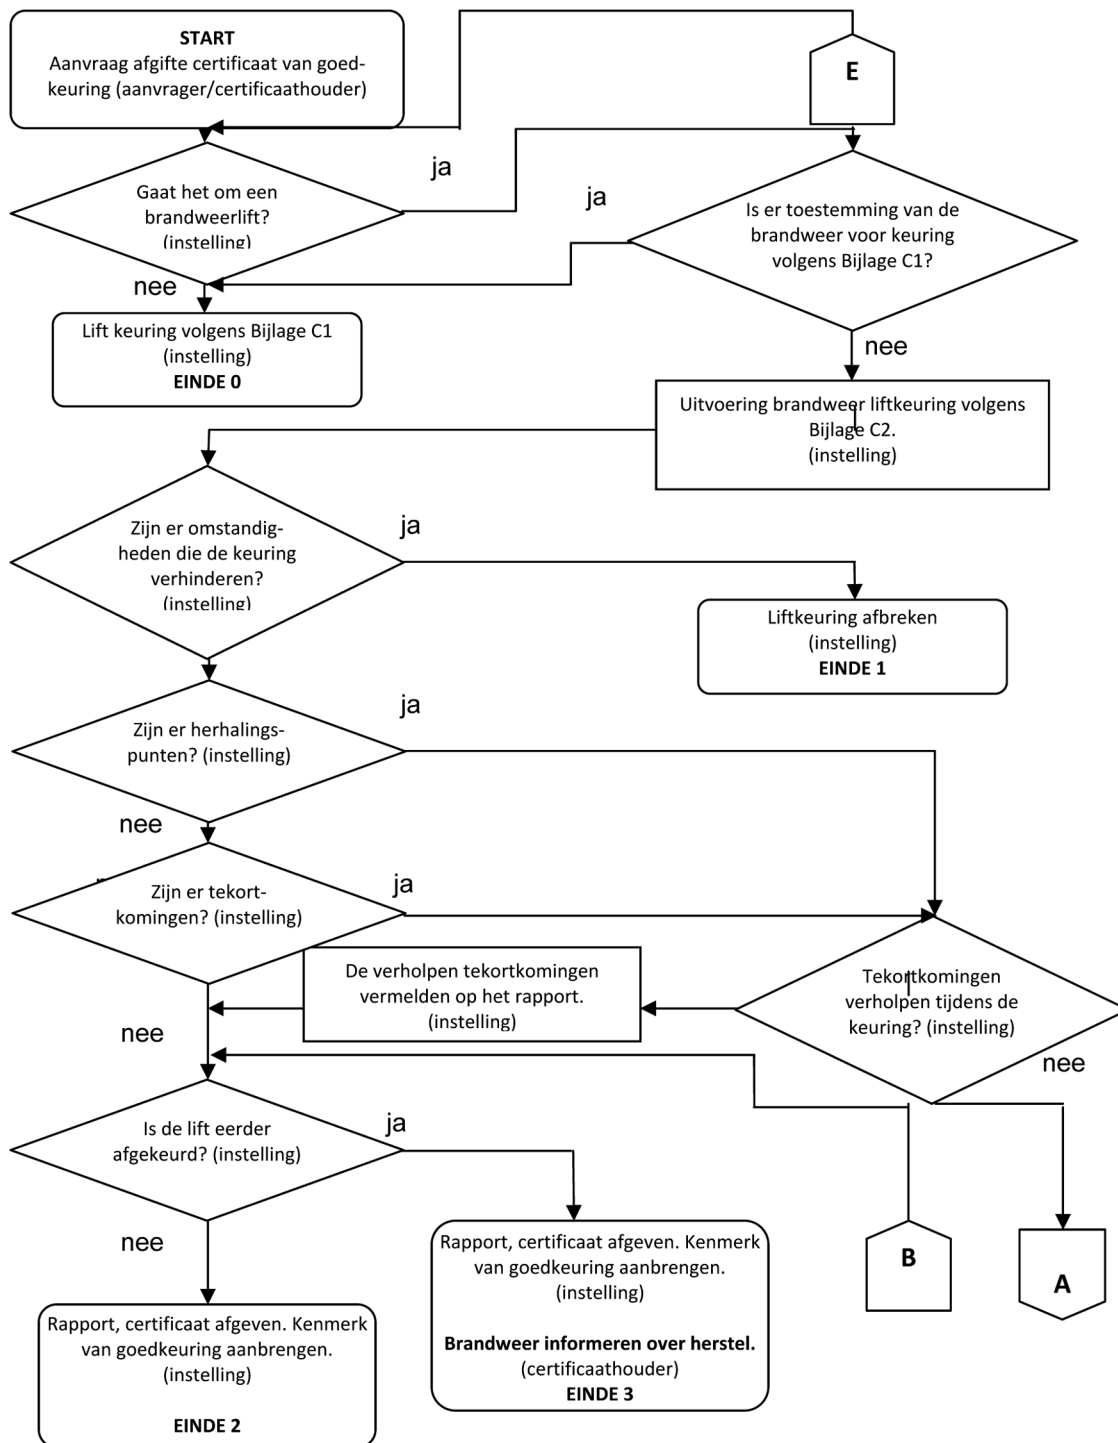 START
Aanvraag afgifte certificaat van goed-
keuring (aanvrager/certificaathouder)
E
ja
Gaat het om een
brandweerlift?
(instelling)
ja
Is er toestemming van de
brandweer voor keuring
volgens Bijlage C1?
nee
Lift keuring volgens Bijlage C1
(instelling)
EINDE 0
nee
Uitvoering brandweer liftkeuring volgens
Bijlage C2.
(instelling)
Zijn er omstandig-
heden die de keuring
verhinderen?
(instelling)
ja
Liftkeuring afbreken
(instelling)
EINDE 1
ja
Zijn er herhalings-
punten? (instelling)
nee
Zijn er tekort-
komingen? (instelling)
ja
De verholpen tekortkomingen
vermelden op het rapport.
(instelling)
Tekortkomingen
verholpen tijdens de
keuring? (instelling)
nee
nee
Is de lift eerder
afgekeurd? (instelling)
ja
nee
Rapport, certificaat afgeven. Kenmerk
van goedkeuring aanbrengen.
(instelling)
Brandweer informeren over herstel.
(certificaathouder)
EINDE 3
B
A
Rapport, certificaat afgeven. Kenmerk
van goedkeuring aanbrengen.
(instelling)
EINDE 2